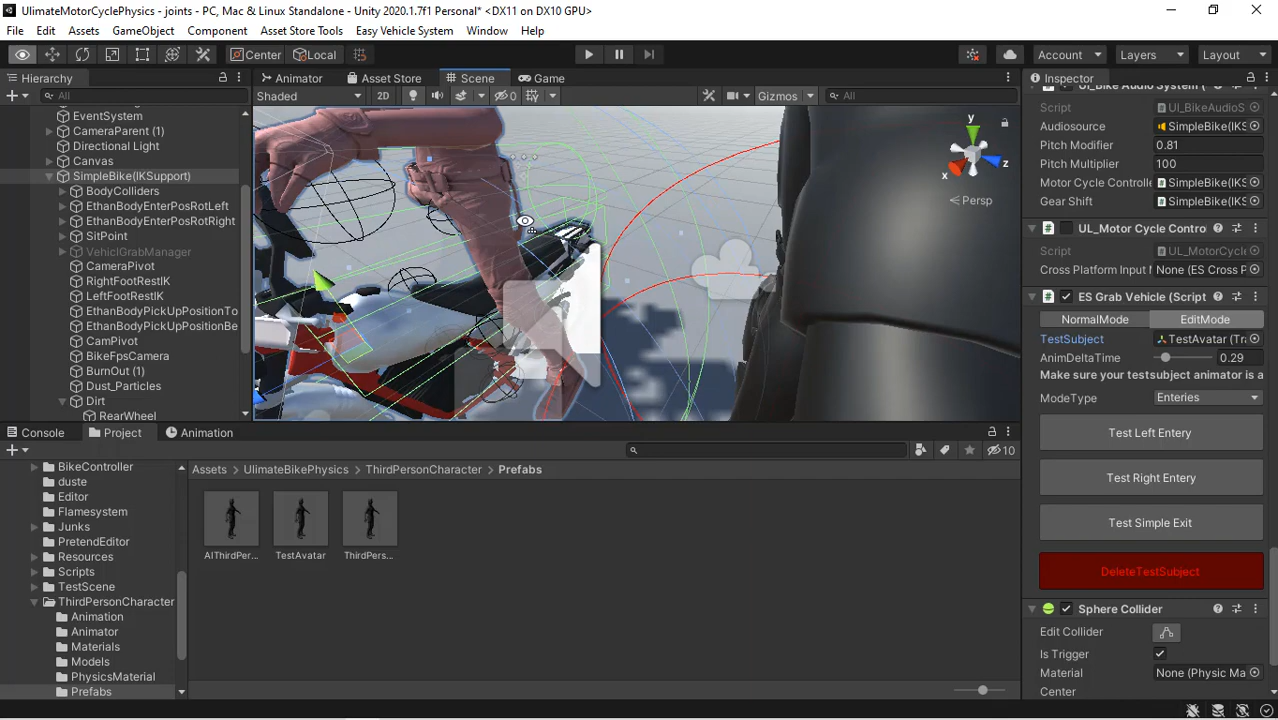 UlimateMotorCyclePhysics - joints - PC, Mac & Linux Standalone - Unity 2020.1.7f1 Personal* <DX11 on DX10 GPU>
File Edit Assets GameObject Component Asset Store Tools Easy Vehicle System Window Help
Center Local Account Layers Layout
Hierarchy Animator Asset Store Scene Game Inspector
All Shaded 2D 0 Gizmos All
EventSystem
CameraParent (1)
Directional Light
Canvas
SimpleBike(IKSupport)
BodyColliders
EthanBodyEnterPosRotLeft
EthanBodyEnterPosRotRight
SitPoint
VehiclGrabManager
CameraPivot
RightFootRestIK
LeftFootRestIK
EthanBodyPickUpPositionTo
EthanBodyPickUpPositionBe
CamPivot
BikeFpsCamera
BurnOut (1)
Dust_Particles
Dirt
RearWheel
y
x
z
Persp
UI_Bike Audio System (
Script UI_BikeAudioS
Audiosource SimpleBike(IKS
Pitch Modifier 0.81
Pitch Multiplier 100
Motor Cycle Controlle SimpleBike(IKS
Gear Shift SimpleBike(IKS
UL_Motor Cycle Contro
Script UL_MotorCycle
Cross Platform Input M None (ES Cross P
ES Grab Vehicle (Script
NormalMode EditMode
TestSubject TestAvatar (Tra
AnimDeltaTime 0.29
Make sure your testsubject animator is a
ModeType Enteries
Test Left Entery
Test Right Entery
Test Simple Exit
DeleteTestSubject
Sphere Collider
Edit Collider
Is Trigger
Material None (Physic Ma
Center
Console Project Animation
10
BikeController
duste
Editor
Flamesystem
Junks
PretendEditor
Resources
Scripts
TestScene
ThirdPersonCharacter
Animation
Animator
Materials
Models
PhysicsMaterial
Prefabs
Assets UlimateBikePhysics ThirdPersonCharacter Prefabs
AIThirdPer... TestAvatar ThirdPers...